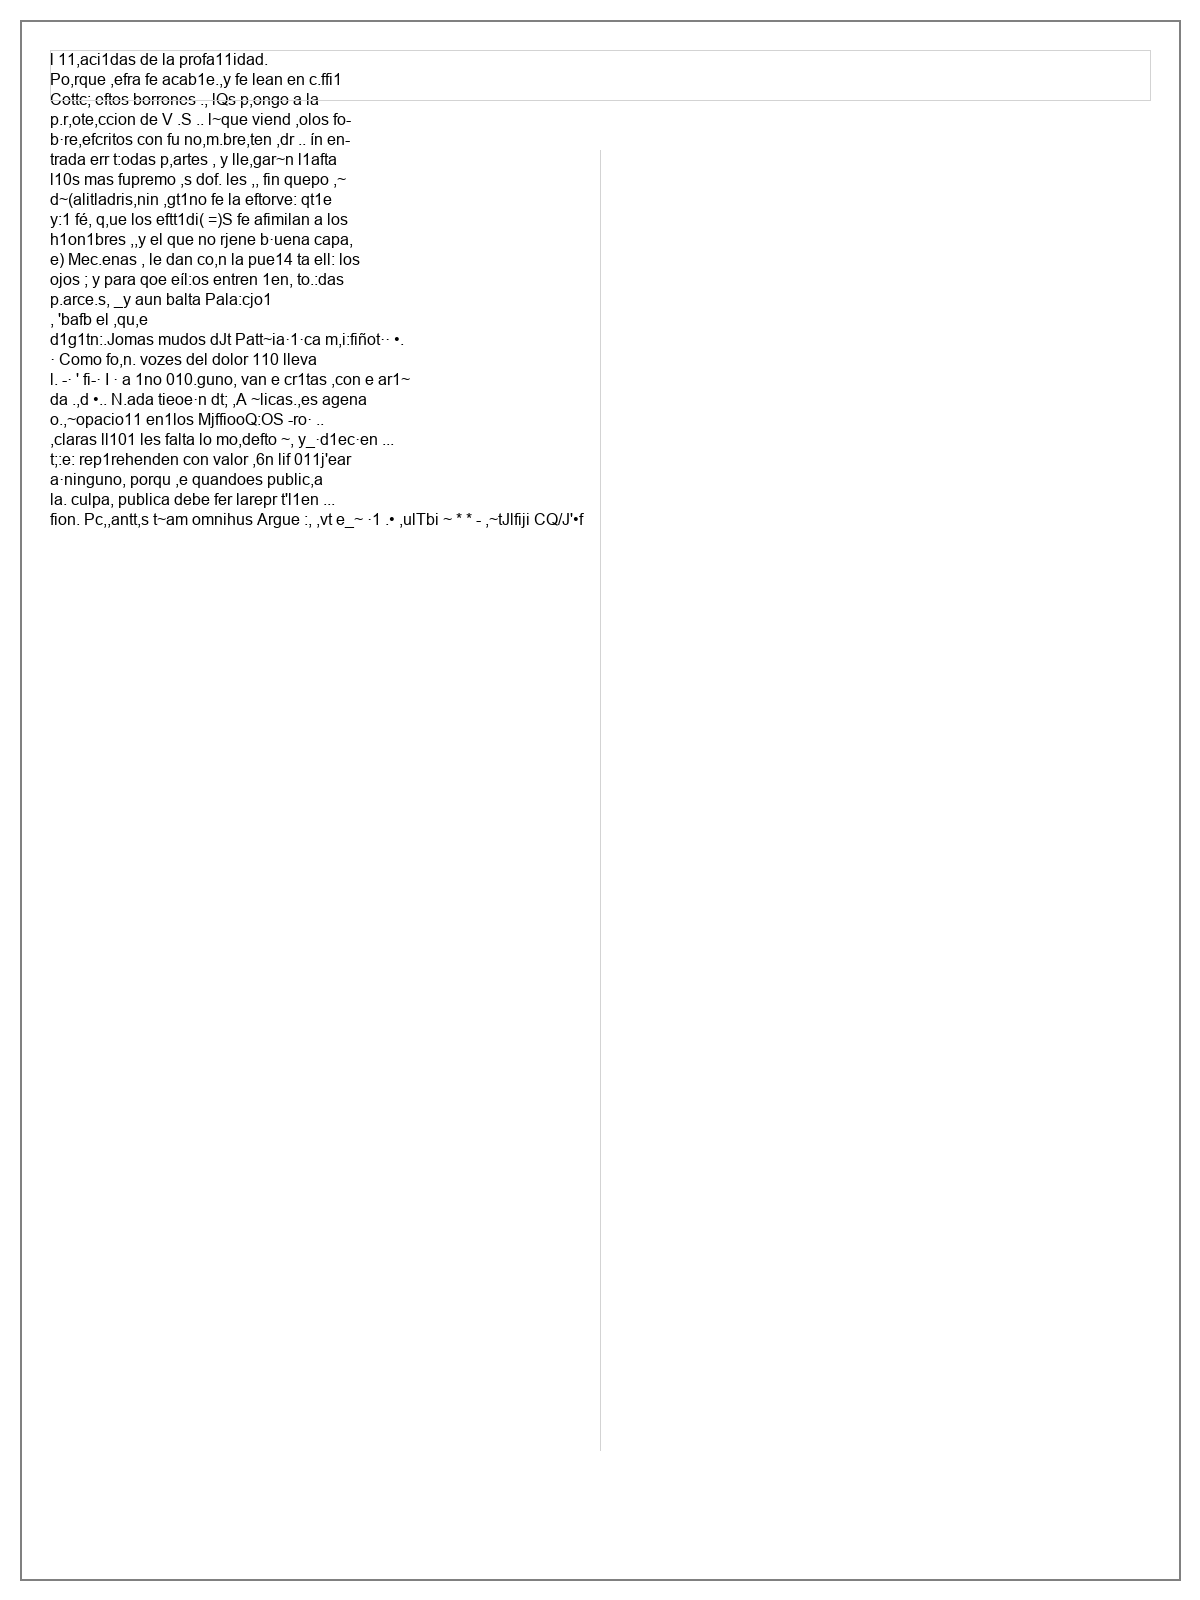 l 11,aci1das de la profa11idad.
Po,rque ,efra fe acab1e.,y fe lean en c.ffi1
Cottc; eftos borrones ., lQs p,ongo a la
p.r,ote,ccion de V .S .. l~que viend ,olos fo-
b·re,efcritos con fu no,m.bre,ten ,dr .. ín en-
trada err t:odas p,artes , y lle,gar~n l1afta
l10s mas fupremo ,s dof. les ,, fin quepo ,~
d~(alitladris,nin ,gt1no fe la eftorve: qt1e
y:1 fé, q,ue los eftt1di( =)S fe afimilan a los
h1on1bres ,,y el que no rjene b·uena capa,
e) Mec.enas , le dan co,n la pue14 ta ell: los
ojos ; y para qoe eíl:os entren 1en, to.:das
p.arce.s, _y aun balta Pala:cjo1
, 'bafb el ,qu,e
d1g1tn:.Jomas mudos dJt Patt~ia·1·ca m,i:fiñot·· •.
· Como fo,n. vozes del dolor 110 lleva
l. -· ' fi-· I · a 1no 010.guno, van e cr1tas ,con e ar1~
da .,d •.. N.ada tieoe·n dt; ,A ~licas.,es agena
o.,~opacio11 en1los MjffiooQ:OS -ro· ..
,claras ll101 les falta lo mo,defto ~, y_·d1ec·en ...
t;:e: rep1rehenden con valor ,6n lif 011j'ear
a·ninguno, porqu ,e quandoes public,a
la. culpa, publica debe fer larepr t'l1en ...
fion. Pc,,antt,s t~am omnihus Argue :, ,vt e_~ ·1 .• ,ulTbi ~ * * - ,~tJlfiji CQ/J'•f